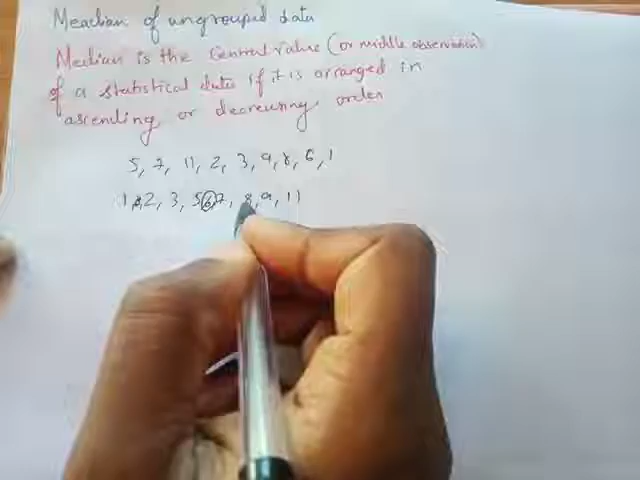 Meadian of ungrouped data
Median is the Central value (or middle observation)
of a statistical data if it is arranged in
ascending or decreasing order
5, 7, 11, 2, 3, 9, 8, 6, 1
1, 2, 3, 5, 6, 7, 8, 9, 11